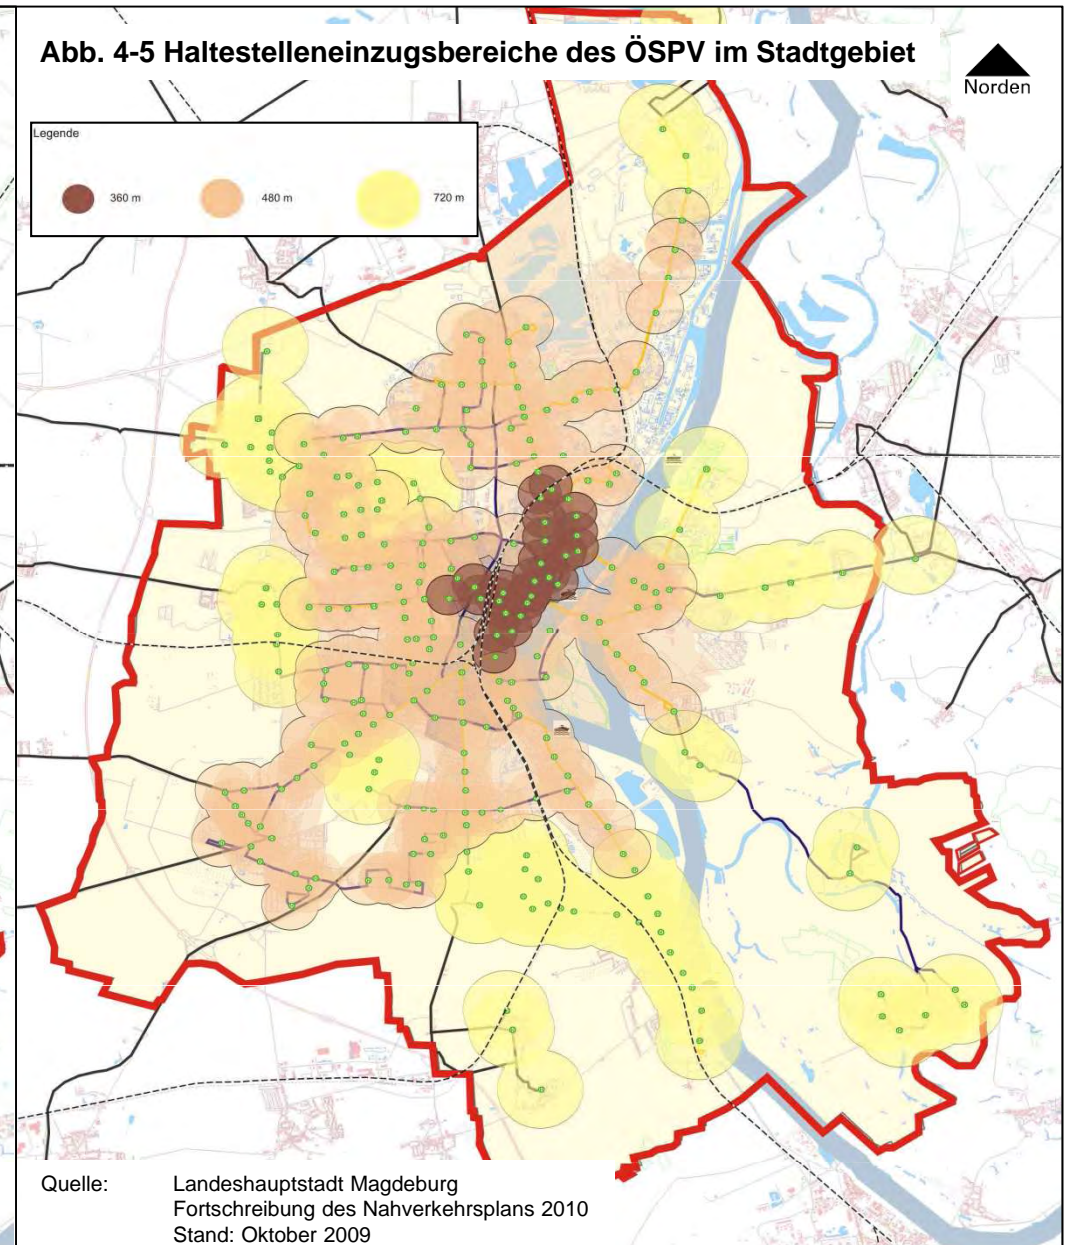 Abb. 4-5 Haltestelleneinzugsbereiche des ÖSPV im Stadtgebiet
Norden
Legende
360 m
480 m
720 m
Quelle: Landeshauptstadt Magdeburg
Fortschreibung des Nahverkehrsplans 2010
Stand: Oktober 2009